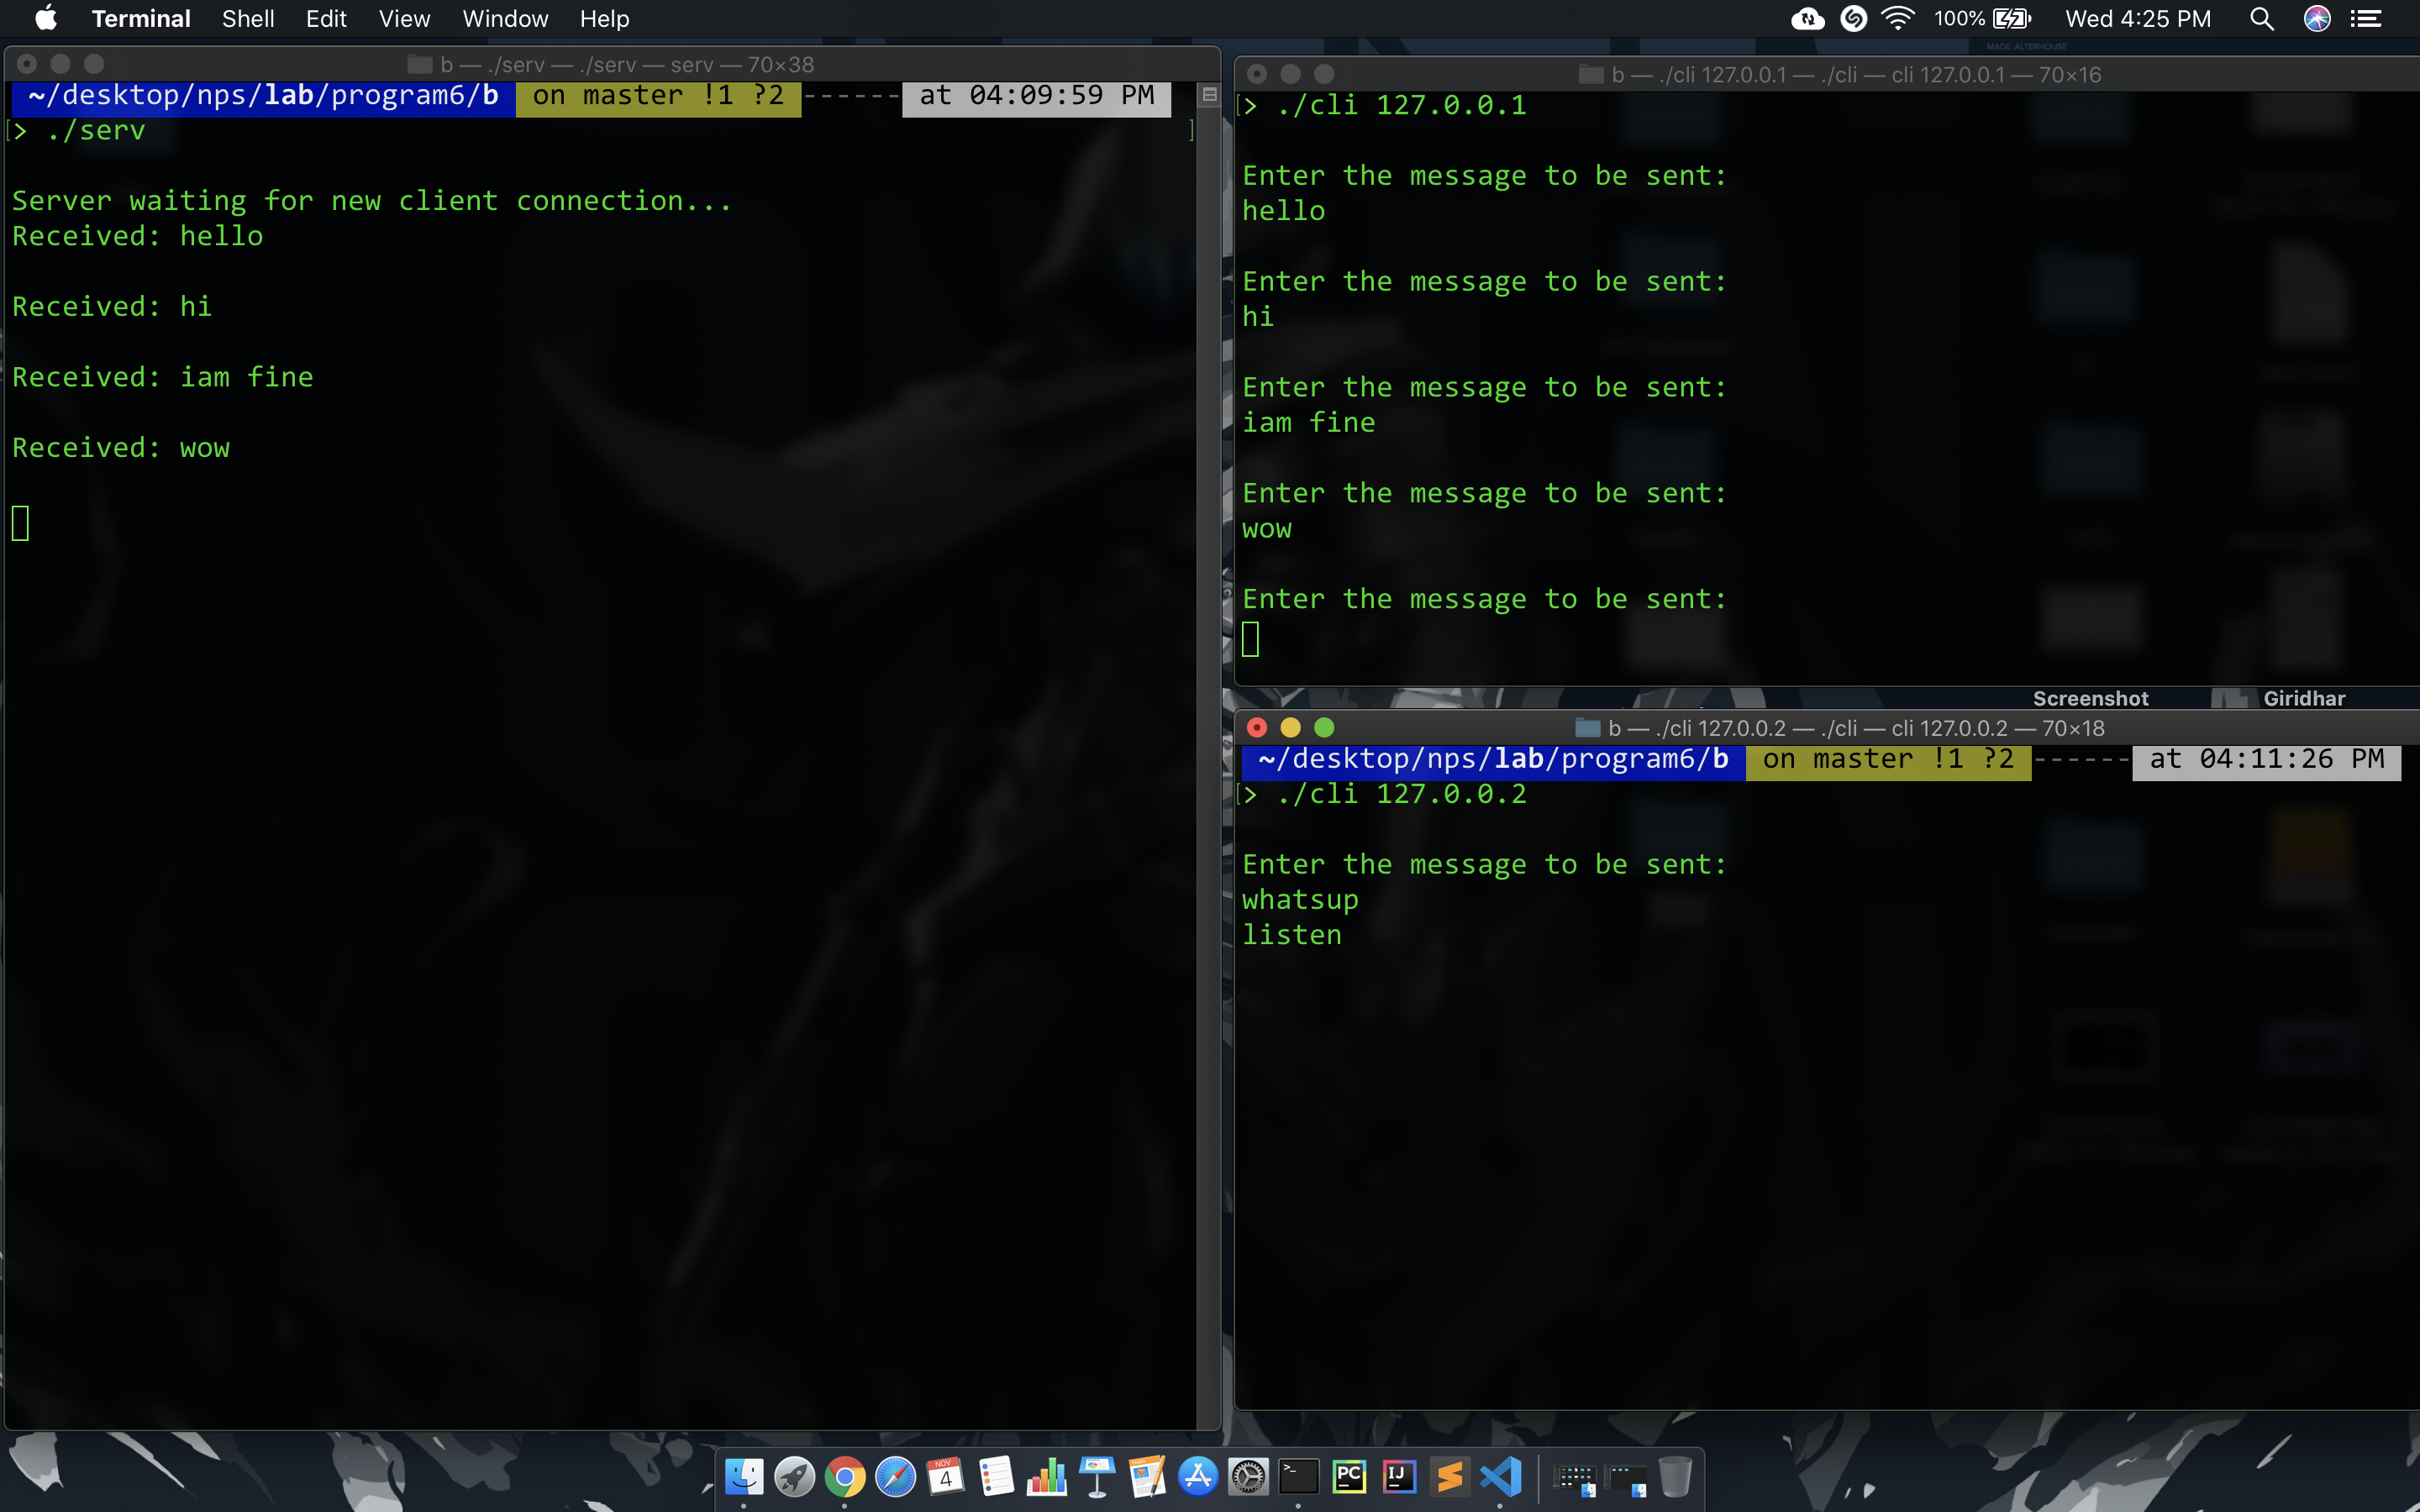 Terminal Shell Edit View Window Help 100% Wed 4:25 PM
MADE: ALTERHOUSE
b — ./serv — ./serv — serv — 70×38
~/desktop/nps/lab/program6/b on master !1 ?2 ------ at 04:09:59 PM
[> ./serv ]
Server waiting for new client connection...
Received: hello
Received: hi
Received: iam fine
Received: wow
b — ./cli 127.0.0.1 — ./cli — cli 127.0.0.1 — 70×16
[> ./cli 127.0.0.1
Enter the message to be sent:
hello
Enter the message to be sent:
hi
Enter the message to be sent:
iam fine
Enter the message to be sent:
wow
Enter the message to be sent:
Screenshot Giridhar
b — ./cli 127.0.0.2 — ./cli — cli 127.0.0.2 — 70×18
~/desktop/nps/lab/program6/b on master !1 ?2 ------ at 04:11:26 PM
[> ./cli 127.0.0.2
Enter the message to be sent:
whatsup
listen
NOV
4
>_
PC
IJ